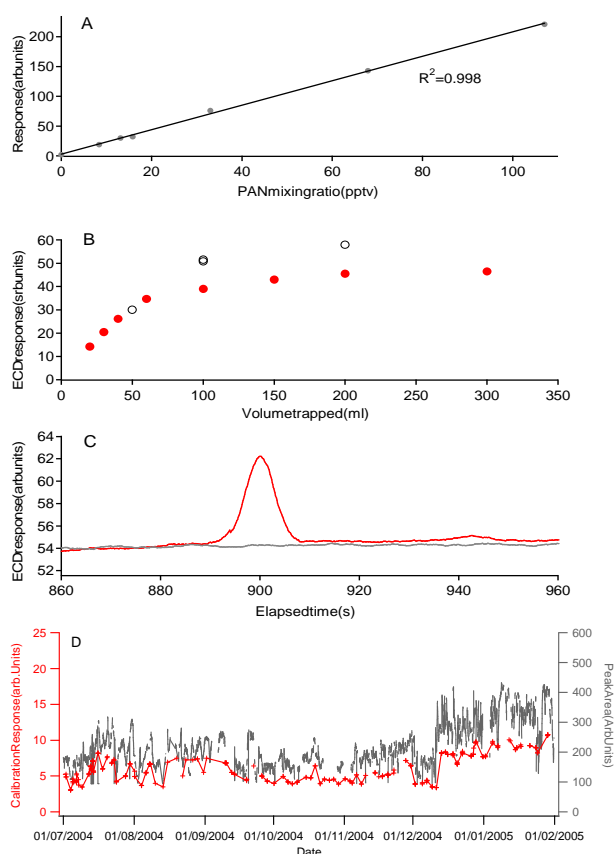 A
Response(arbunits)
200
150
100
50
0
R2=0.998
0 20 40 60 80 100
PANmixingratio(pptv)
B
ECDresponse(srbunits)
60
50
40
30
20
10
0
0 50 100 150 200 250 300 350
Volumetrapped(ml)
C
ECDresponse(arbunits)
64
62
60
58
56
54
52
860 880 900 920 940 960
Elapsedtime(s)
D
CalibrationResponse(arb.Units)
25
20
15
10
5
0
600
500
400
300
200
100
0
PeakArea(ArbUnits)
01/07/2004 01/08/2004 01/09/2004 01/10/2004 01/11/2004 01/12/2004 01/01/2005 01/02/2005
Date